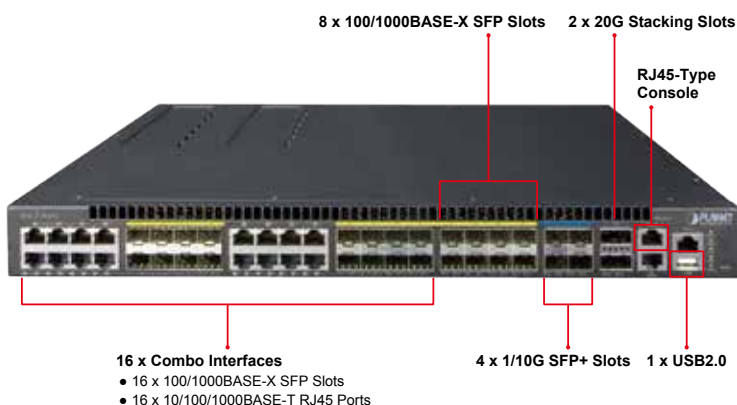 8 x 100/1000BASE-X SFP Slots
2 x 20G Stacking Slots
RJ45-Type
Console
PLANET
16 x Combo Interfaces
● 16 x 100/1000BASE-X SFP Slots
● 16 x 10/100/1000BASE-T RJ45 Ports
4 x 1/10G SFP+ Slots
1 x USB2.0